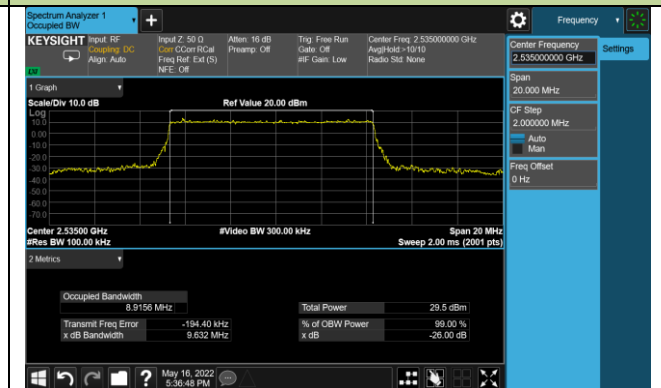 Spectrum Analyzer 1
Occupied BW
+
Frequency
KEYSIGHT
Input: RF
Coupling: DC
Align: Auto
Input Z: 50 Ω
Corr CCorr RCal
Freq Ref: Ext (S)
NFE: Off
Atten: 16 dB
Preamp: Off
Trig: Free Run
Gate: Off
#IF Gain: Low
Center Freq: 2.535000000 GHz
Avg|Hold:>10/10
Radio Std: None
LW
Center Frequency
2.535000000 GHz
Settings
Span
20.000 MHz
CF Step
2.000000 MHz
Auto
Man
Freq Offset
0 Hz
1 Graph
Scale/Div 10.0 dB
Ref Value 20.00 dBm
Log
10.0
0.00
-10.0
-20.0
-30.0
-40.0
-50.0
-60.0
-70.0
Center 2.53500 GHz
#Video BW 300.00 kHz
Span 20 MHz
#Res BW 100.00 kHz
Sweep 2.00 ms (2001 pts)
2 Metrics
Occupied Bandwidth
8.9156 MHz
Total Power
29.5 dBm
Transmit Freq Error
-194.40 kHz
% of OBW Power
99.00 %
x dB Bandwidth
9.632 MHz
x dB
-26.00 dB
?
May 16, 2022
5:36:48 PM